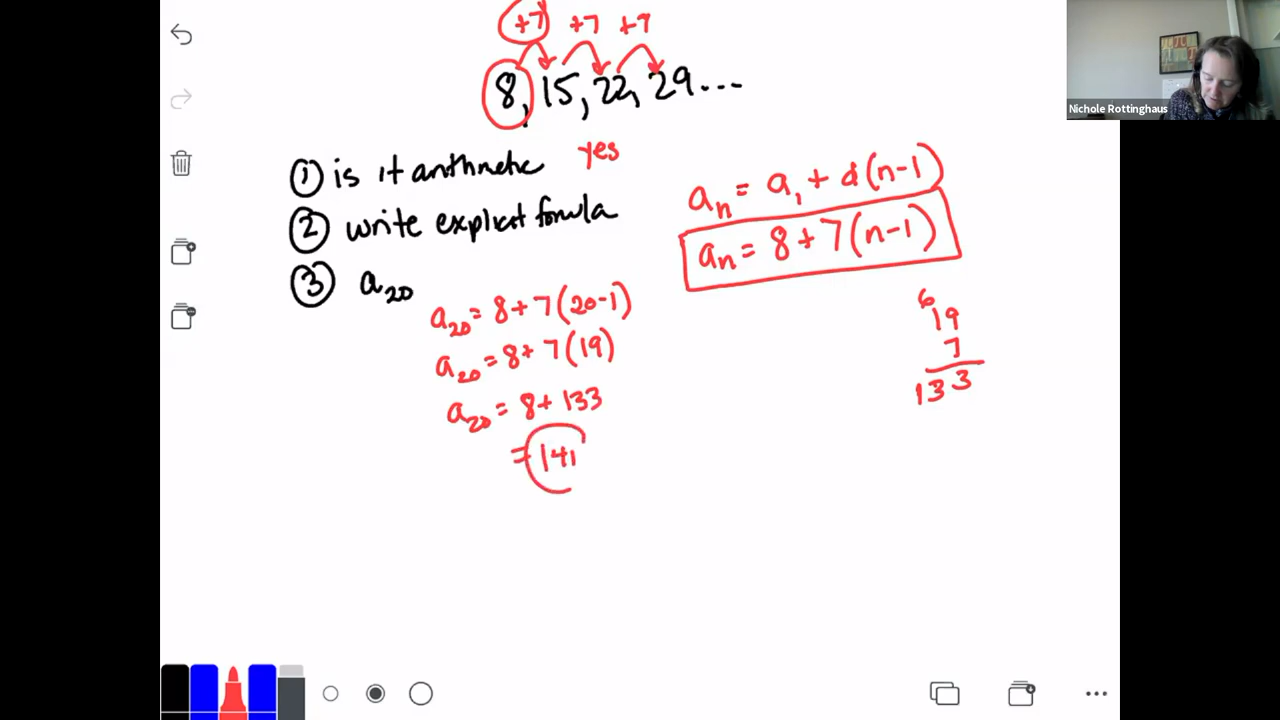 +7 +7 +7
8, 15, 22, 29...
Nichole Rottinghaus
① is it arithmetic yes
② write explicit formula
③ a₂₀
aₙ = a₁ + d(n-1)
aₙ = 8+7(n-1)
a₂₀ = 8+7(20-1)
a₂₀ = 8+7(19)
a₂₀ = 8+133
= 141
6
19
7
133